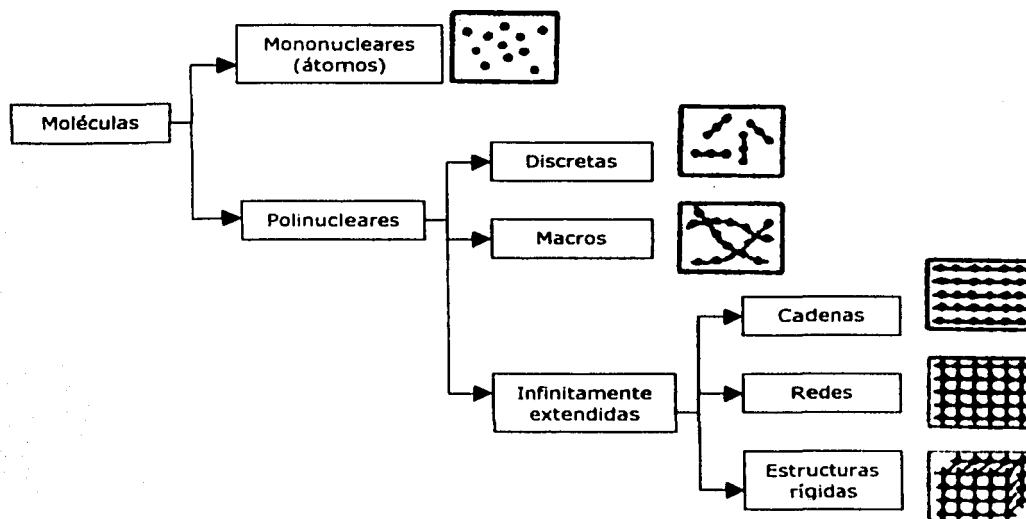 Mononucleares
(átomos)
Moléculas
Discretas
Polinucleares
Macros
Cadenas
Infinitamente
extendidas
Redes
Estructuras
rígidas